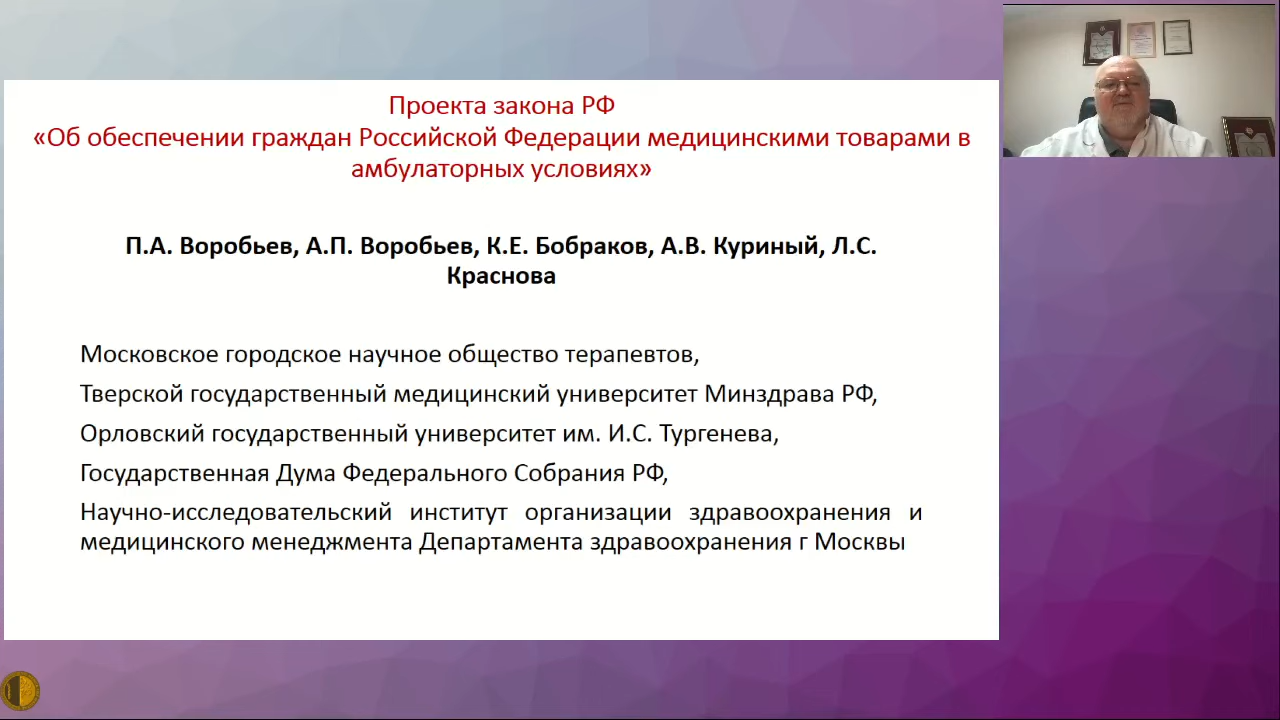 Проекта закона РФ
«Об обеспечении граждан Российской Федерации медицинскими товарами в
амбулаторных условиях»
П.А. Воробьев, А.П. Воробьев, К.Е. Бобраков, А.В. Куриный, Л.С.
Краснова
Московское городское научное общество терапевтов,
Тверской государственный медицинский университет Минздрава РФ,
Орловский государственный университет им. И.С. Тургенева,
Государственная Дума Федерального Собрания РФ,
Научно-исследовательский институт организации здравоохранения и
медицинского менеджмента Департамента здравоохранения г Москвы